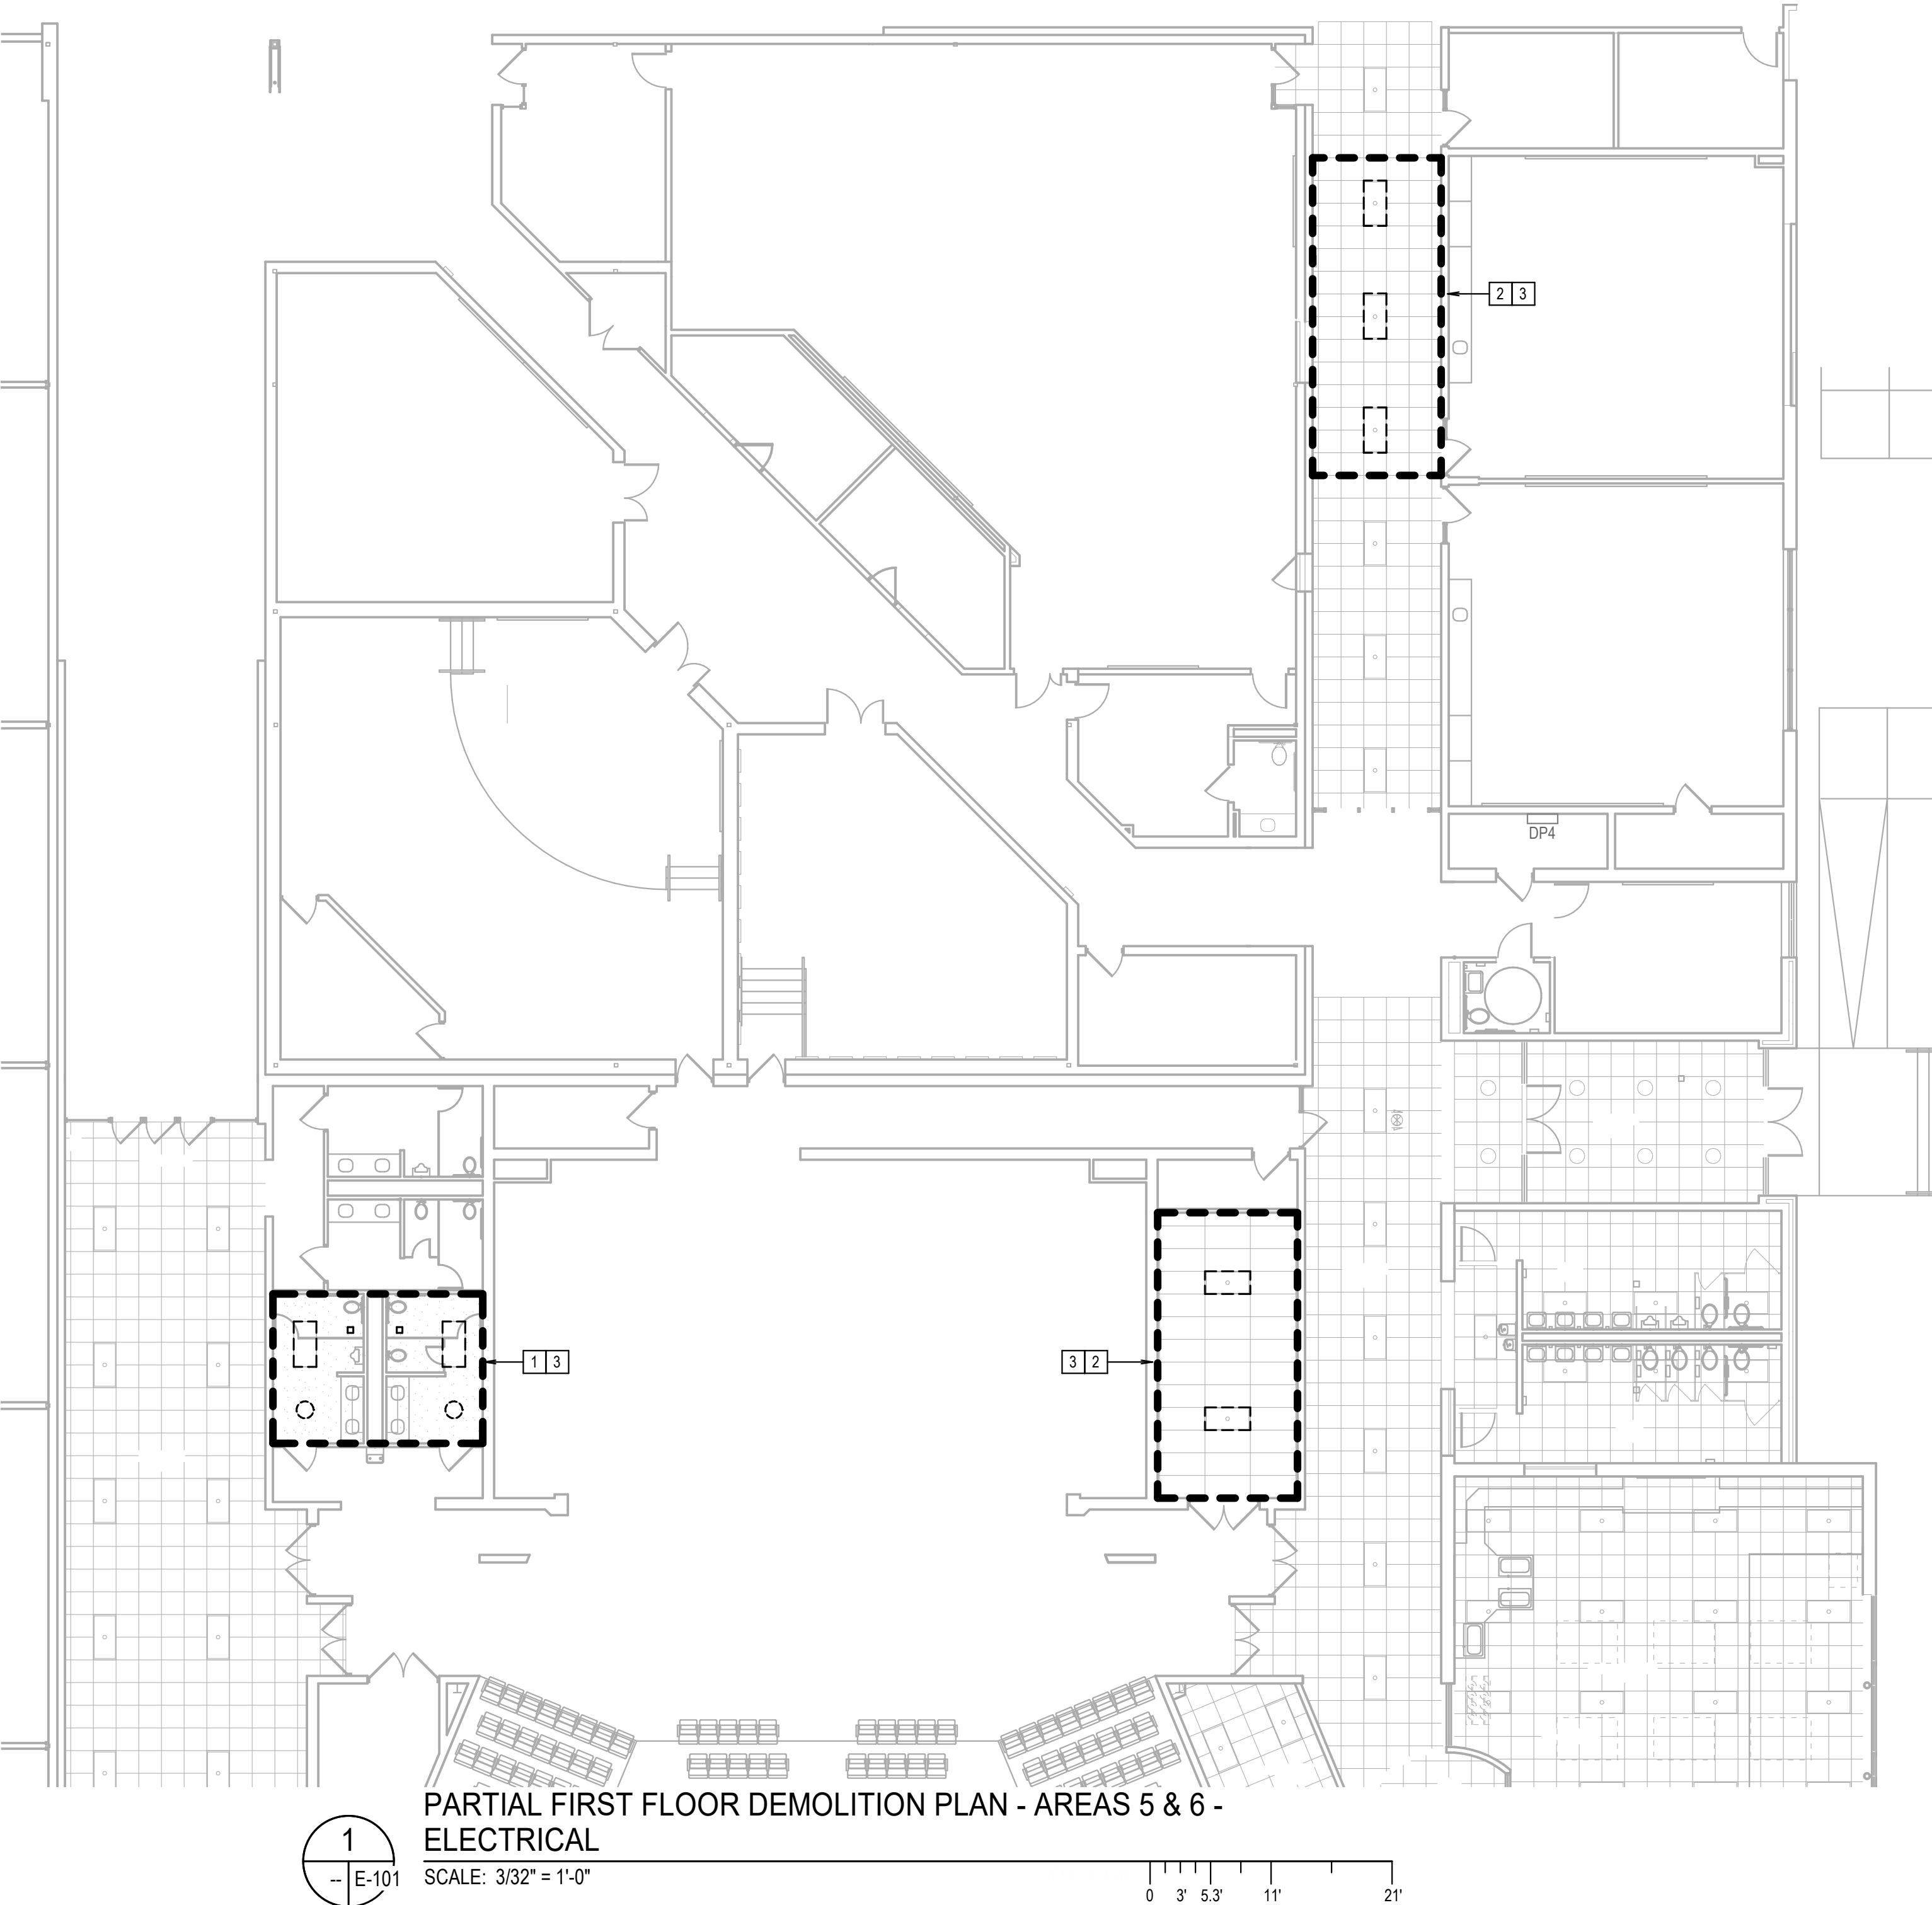 2 3
DP4
1 3
3 2
PARTIAL FIRST FLOOR DEMOLITION PLAN - AREAS 5 & 6 -
ELECTRICAL
1
-- E-101
SCALE: 3/32" = 1'-0"
0 3' 5.3' 11' 21'